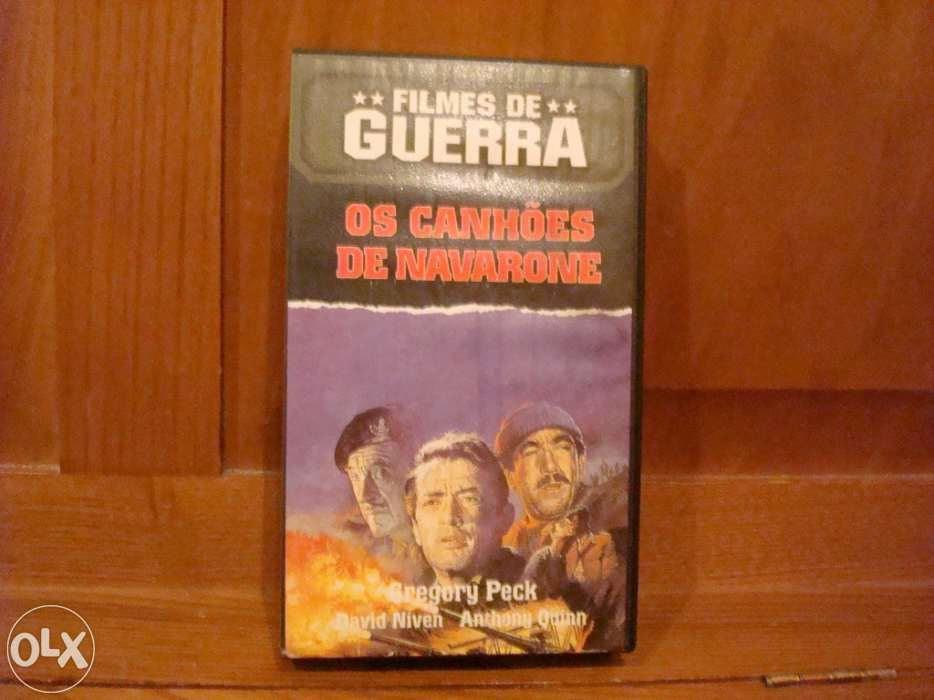 FILMES DE
GUERRA
OS CANHÕES
DE NAVARONE
Gregory Peck
David Niven Anthony Quinn
OLX